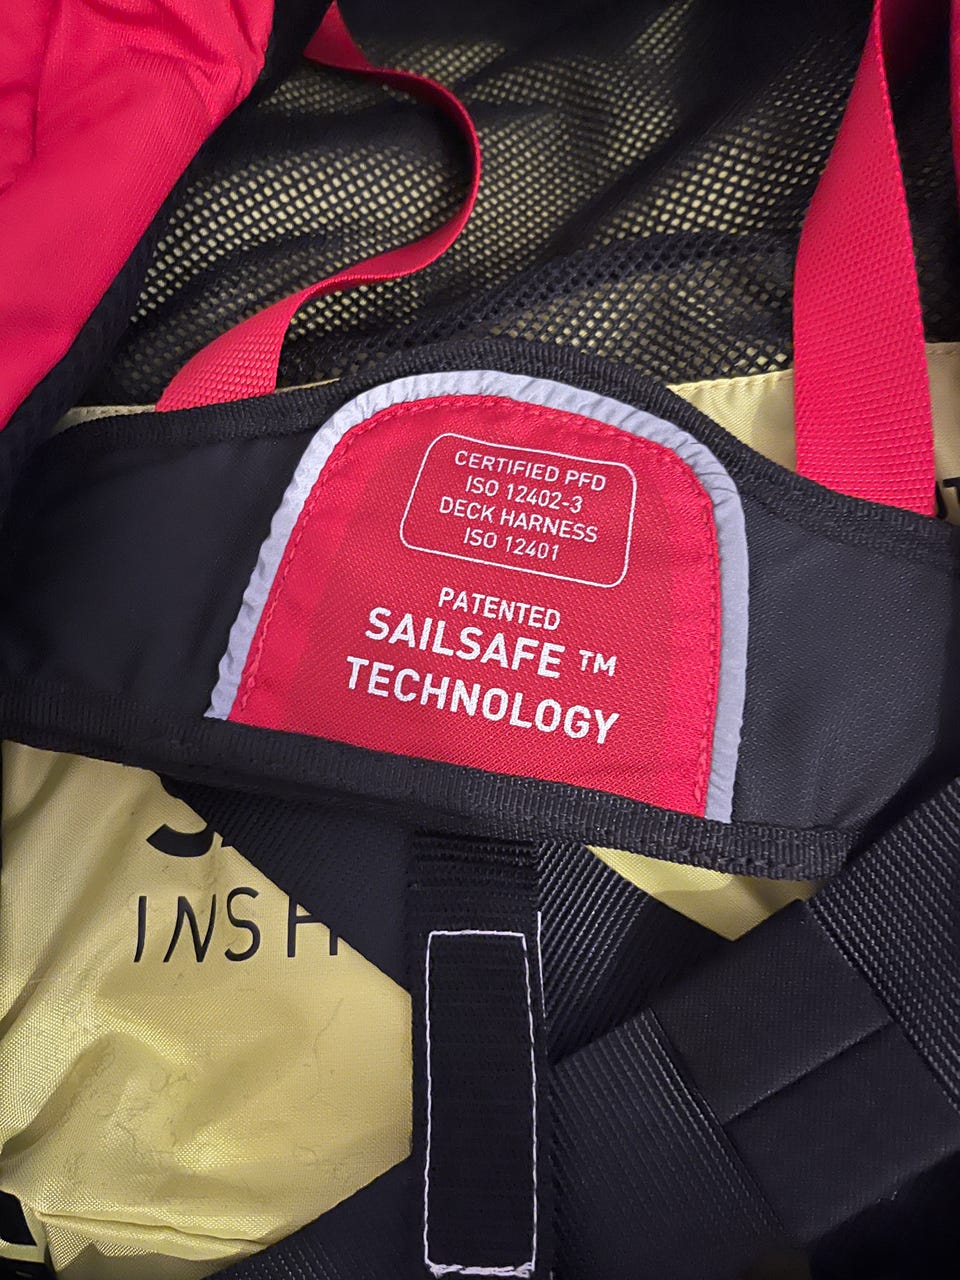 CERTIFIED PFD
ISO 12402-3
DECK HARNESS
ISO 12401
PATENTED
SAILSAFE ™
TECHNOLOGY